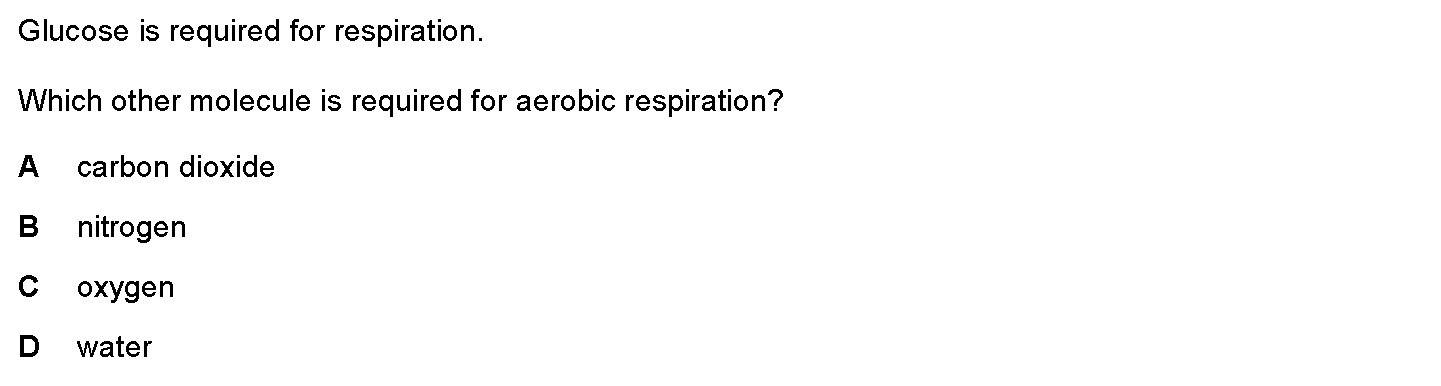 Glucose is required for respiration.
Which other molecule is required for aerobic respiration?
A carbon dioxide
B nitrogen
C oxygen
D water